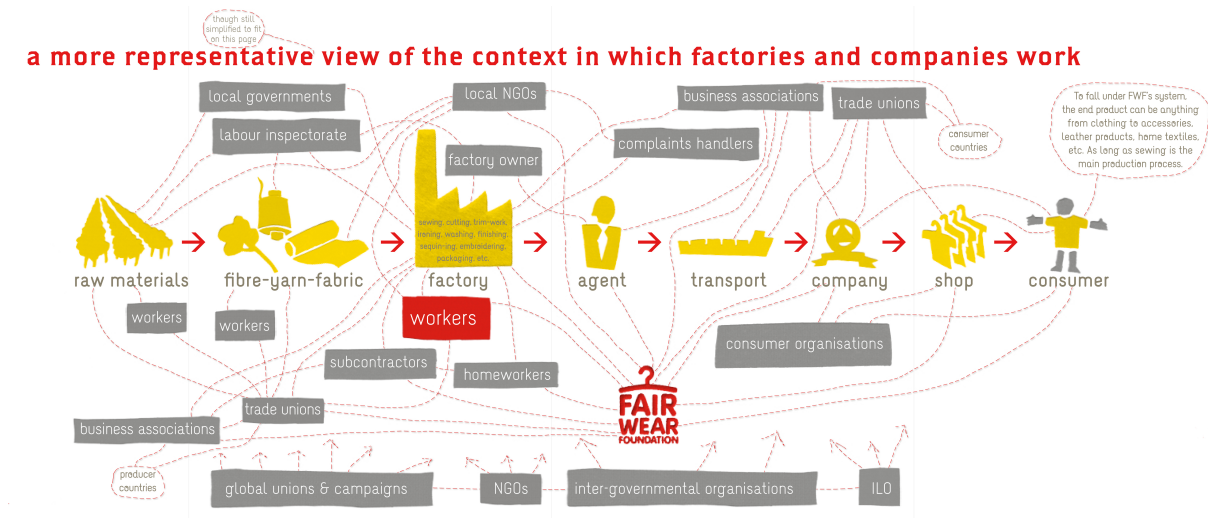 though still
simplified to fit
on this page
a more representative view of the context in which factories and companies work
local governments
local NGOs
business associations
trade unions
To fall under FWF's system,
the end product can be anything
from clothing to accessories,
leather products, home textiles,
etc. As long as sewing is the
main production process.
labour inspectorate
complaints handlers
consumer
countries
factory owner
sewing, cutting, trim-work,
ironing, washing, finishing,
sequin-ing, embroidering,
packaging, etc.
raw materials
fibre-yarn-fabric
factory
agent
transport
company
shop
consumer
workers
workers
workers
consumer organisations
subcontractors
homeworkers
trade unions
business associations
FAIR
WEAR
FOUNDATION
producer
countries
global unions & campaigns
NGOs
inter-governmental organisations
ILO